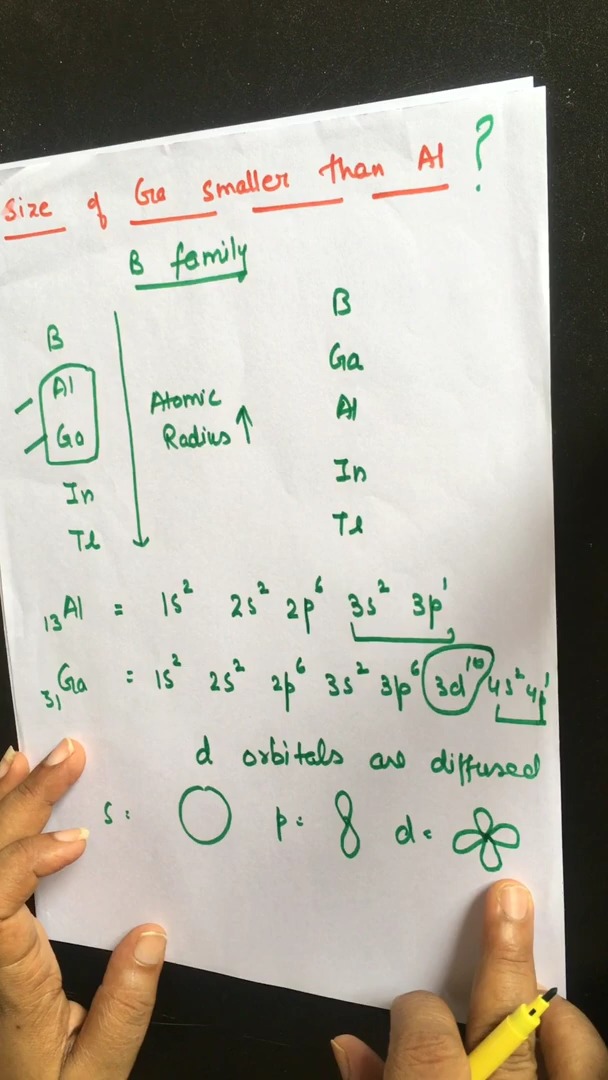 Size of Ga smaller than Al ?
B family
B
Al
Ga
In
Tl
Atomic
Radius ↑
B
Ga
Al
In
Tl
₁₃Al = 1s² 2s² 2p⁶ 3s² 3p¹
₃₁Ga = 1s² 2s² 2p⁶ 3s² 3p⁶ 3d¹⁰ 4s² 4p¹
d orbitals are diffused
s = p = d =